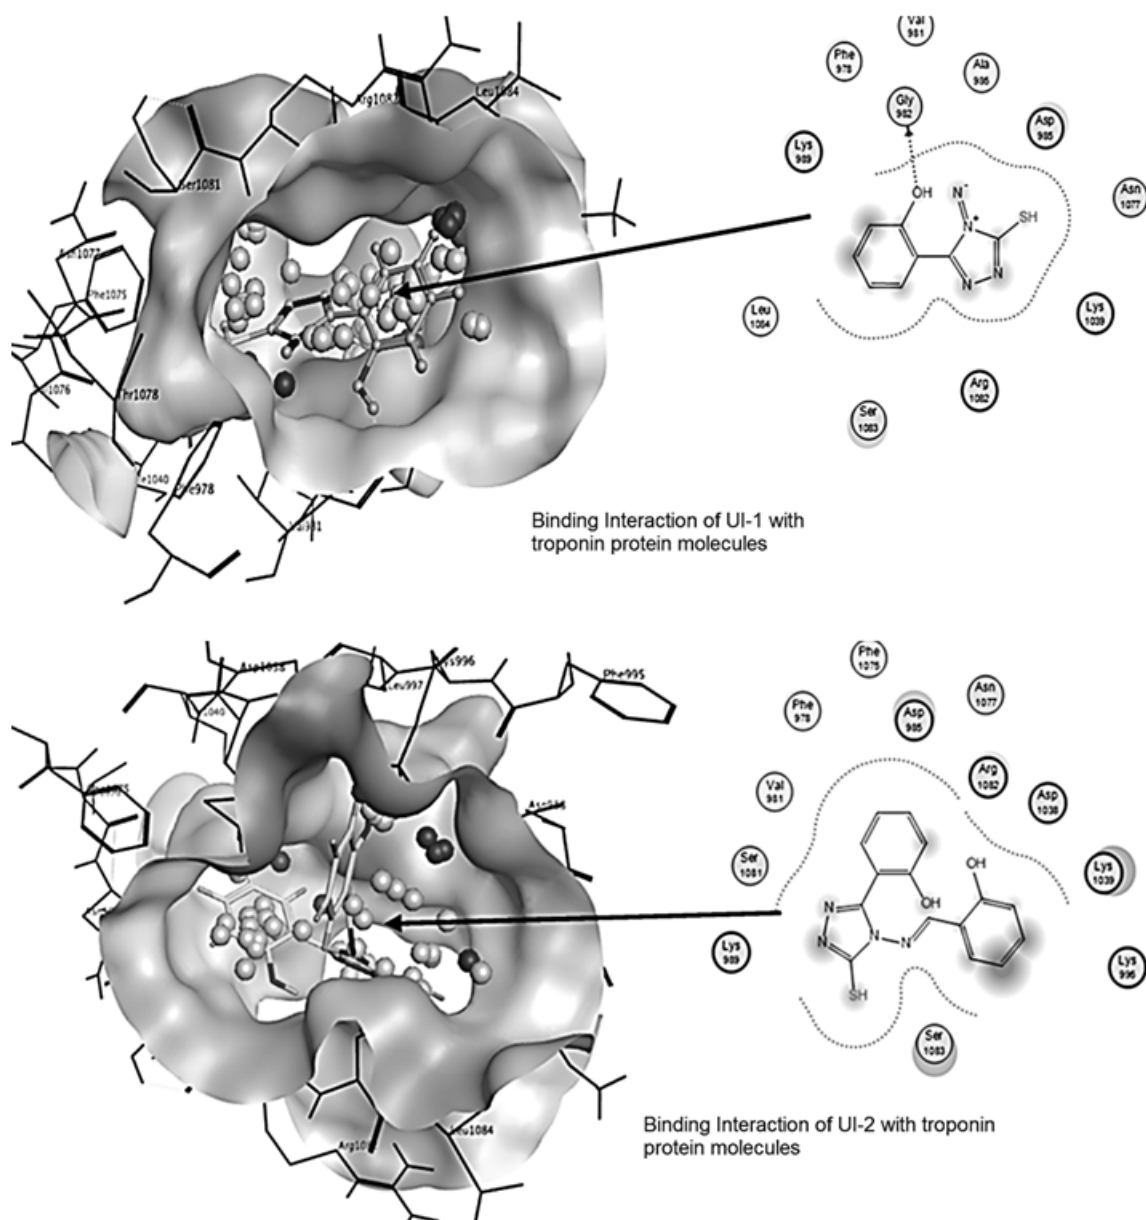 Val
981
Phe
978
Ala
986
Gly
982
Asp
985
Lys
989
Asn
1077
OH
N-
N+
SH
N
N
Leu
1084
Lys
1039
Arg
1082
Ser
1083
Leu1084
Ser1081
Phe1075
Thr1078
Phe978
Binding Interaction of UI-1 with
troponin protein molecules
Phe
1075
Phe
978
Asp
985
Asn
1077
Val
981
Arg
1082
Asp
1038
Ser
1081
Lys
1039
Lys
989
Lys
996
Ser
1083
OH
OH
N
N
N
N
SH
Asp1038
Leu997
Phe995
Leu1084
Binding Interaction of UI-2 with troponin
protein molecules